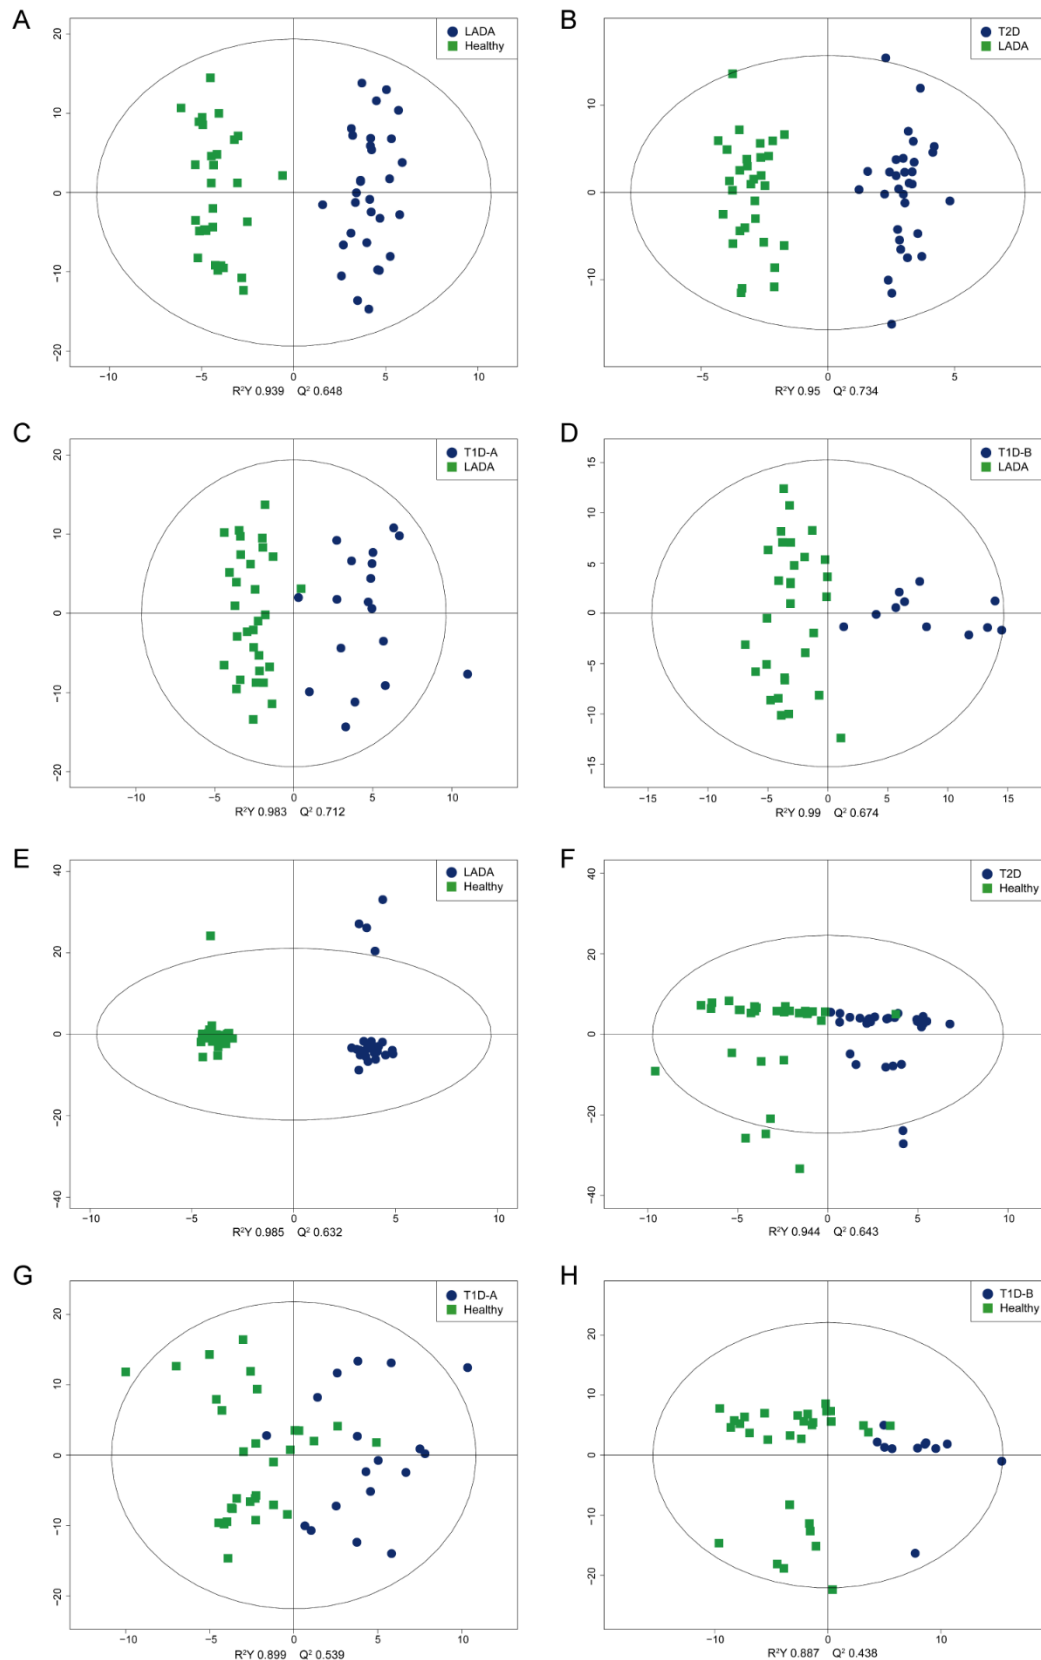 A
LADA
Healthy
20
10
0
−10
−20
−10
−5
0
5
10
R²Y 0.939 Q² 0.648
B
T2D
LADA
10
0
−10
−5
0
5
R²Y 0.95 Q² 0.734
C
T1D-A
LADA
20
10
0
−10
−20
−10
−5
0
5
10
R²Y 0.983 Q² 0.712
D
T1D-B
LADA
15
10
5
0
−5
−10
−15
−15
−10
−5
0
5
10
15
R²Y 0.99 Q² 0.674
E
LADA
Healthy
40
20
0
−20
−40
−10
−5
0
5
10
R²Y 0.985 Q² 0.632
F
T2D
Healthy
40
20
0
−20
−40
−10
−5
0
5
10
R²Y 0.944 Q² 0.643
G
T1D-A
Healthy
20
10
0
−10
−20
−10
−5
0
5
10
R²Y 0.899 Q² 0.539
H
T1D-B
Healthy
20
10
0
−10
−20
−10
0
10
R²Y 0.887 Q² 0.438